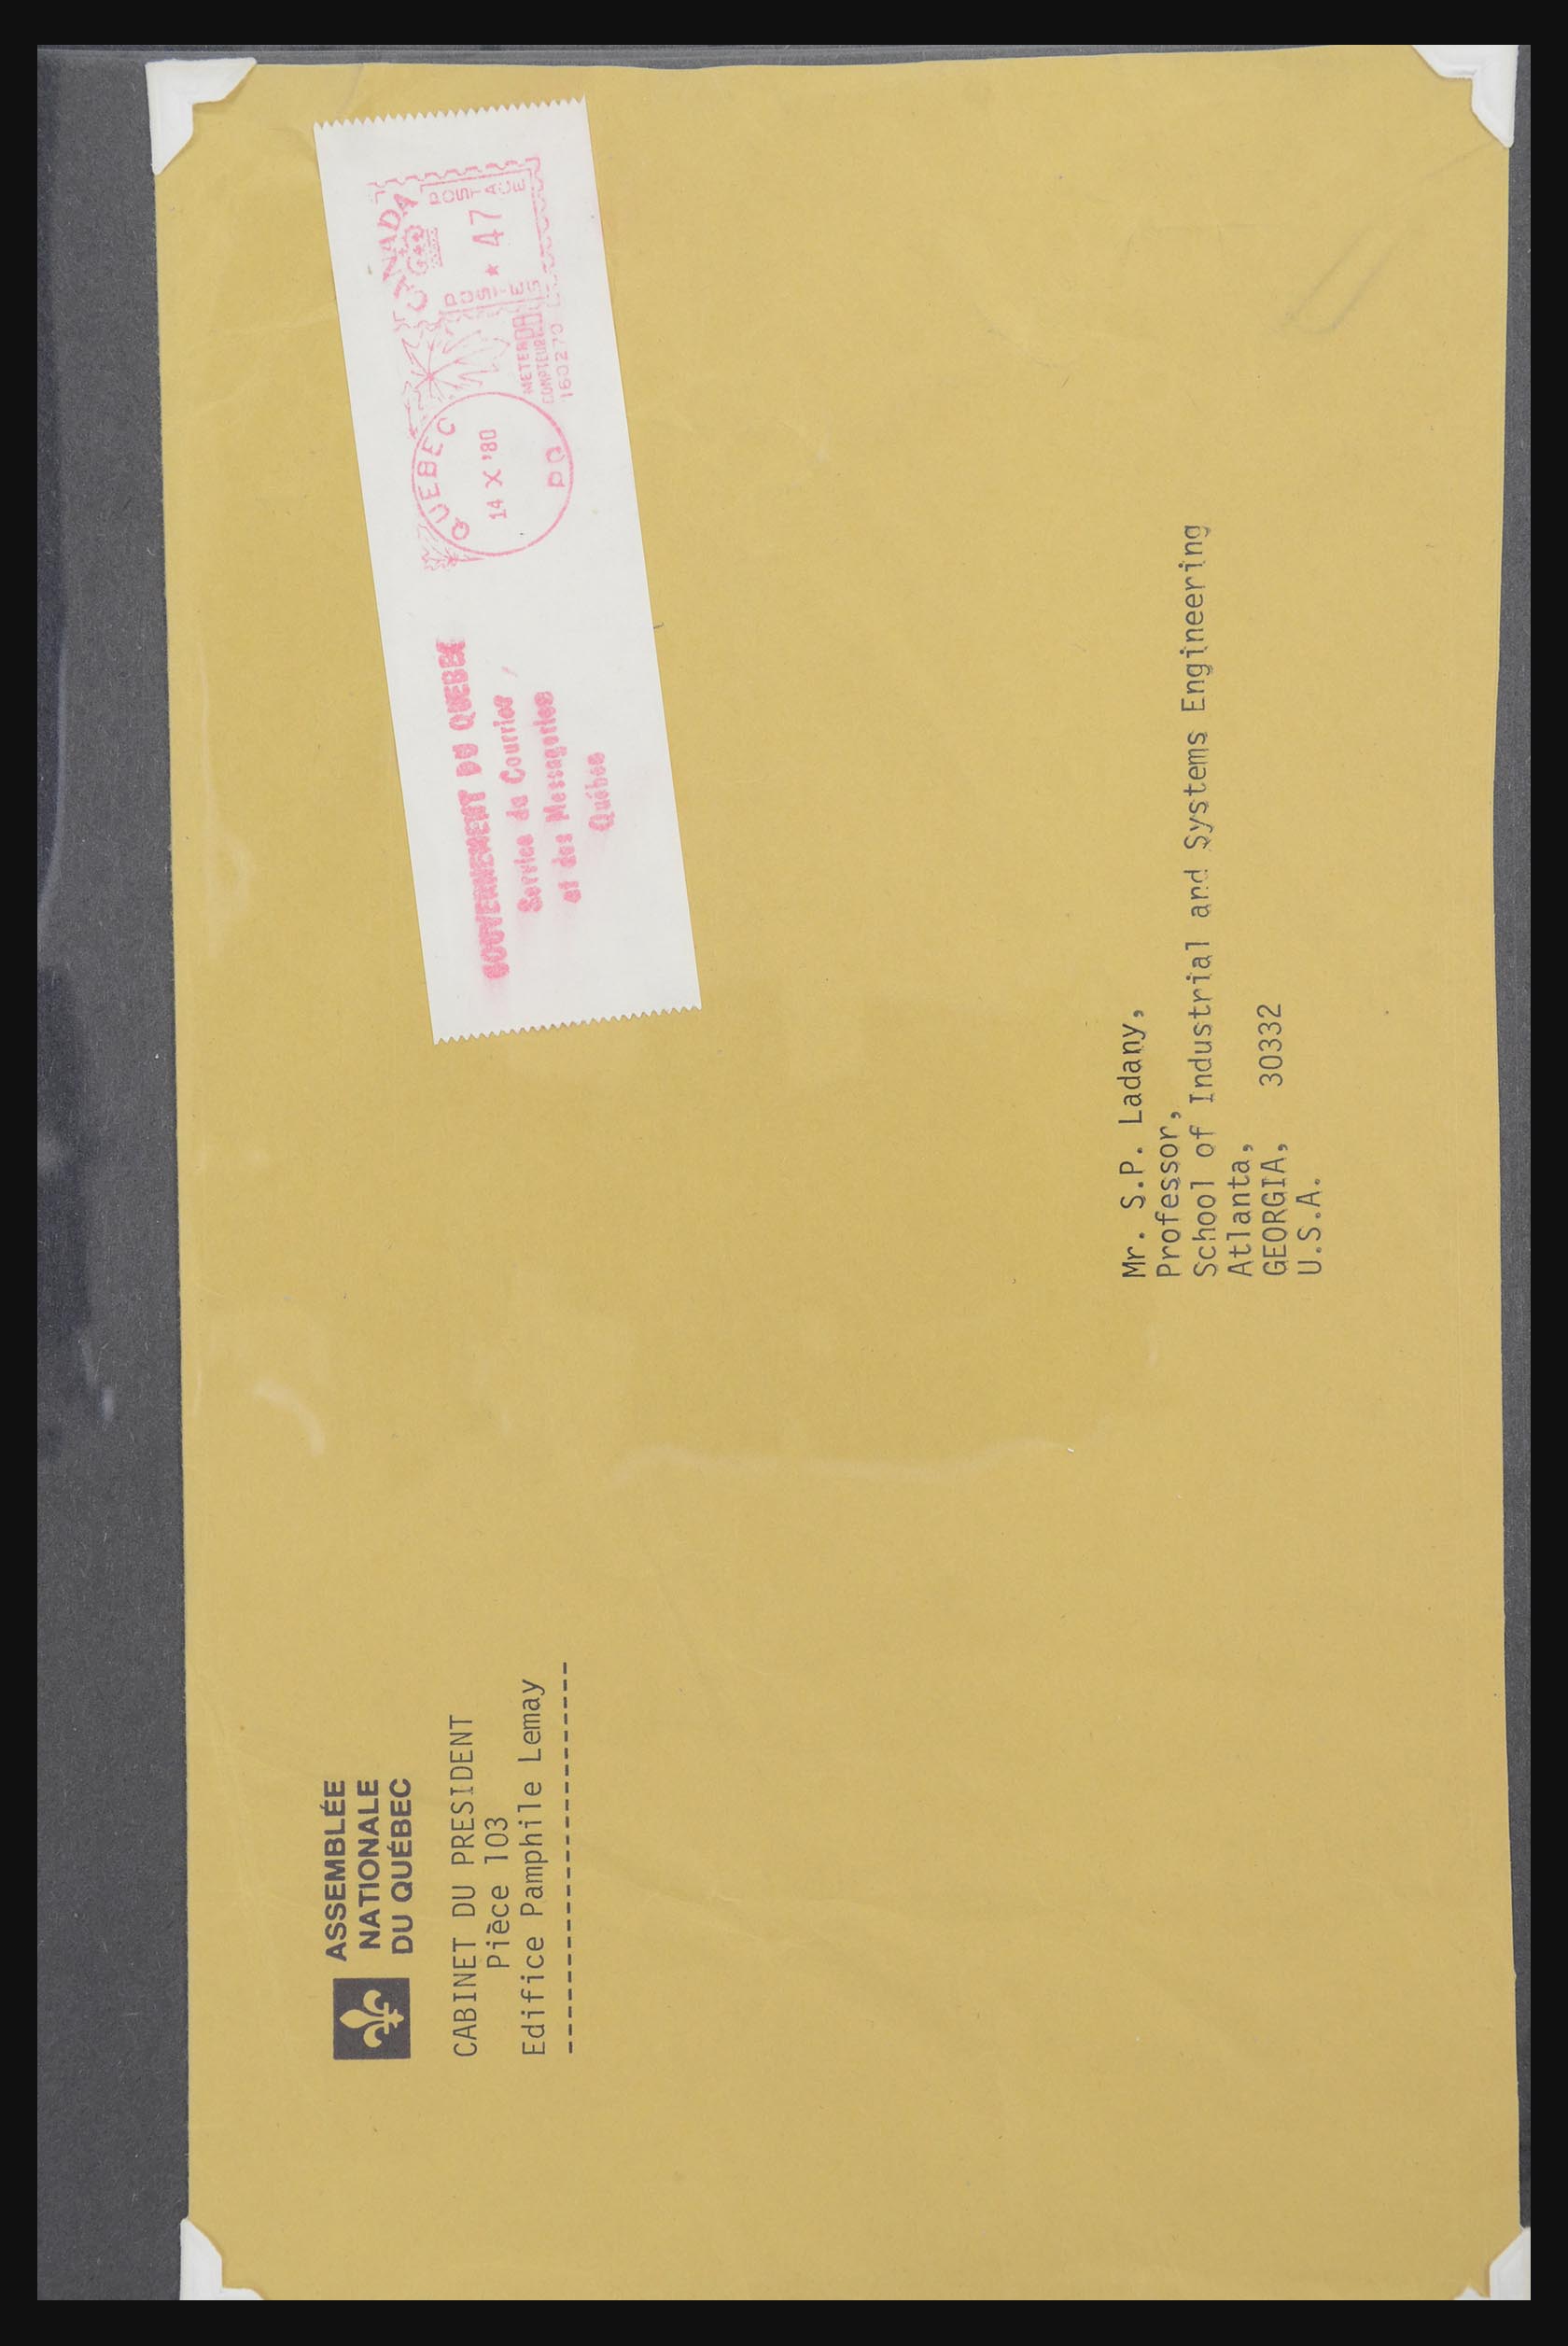 ASSEMBLÉE
NATIONALE
DU QUÉBEC
CABINET DU PRESIDENT
Pièce 103
Edifice Pamphile Lemay
-----------------------------
GOUVERNEMENT DU QUEBEC
Service du Courrier
et des Messageries
Québec
QUEBEC
14 X '80
P Q
METER
COMPTEUR
160270
CANADA
POSTES
* 47
POSTAGE
Mr. S.P. Ladany,
Professor,
School of Industrial and Systems Engineering
Atlanta,
GEORGIA, 30332
U.S.A.